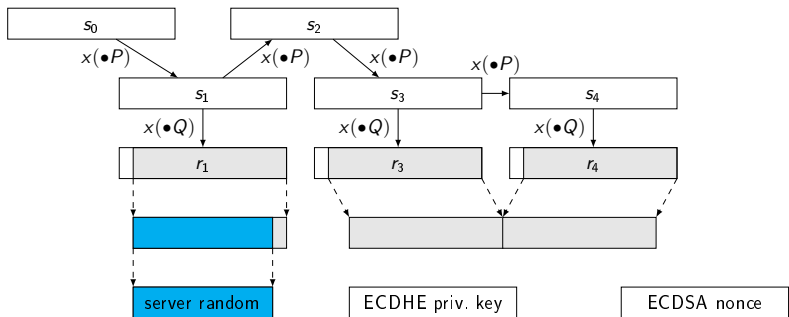 s0 s2
x(•P) x(•P) x(•P) x(•P)
s1 s3 s4
x(•Q) x(•Q) x(•Q)
r1 r3 r4
server random ECDHE priv. key ECDSA nonce